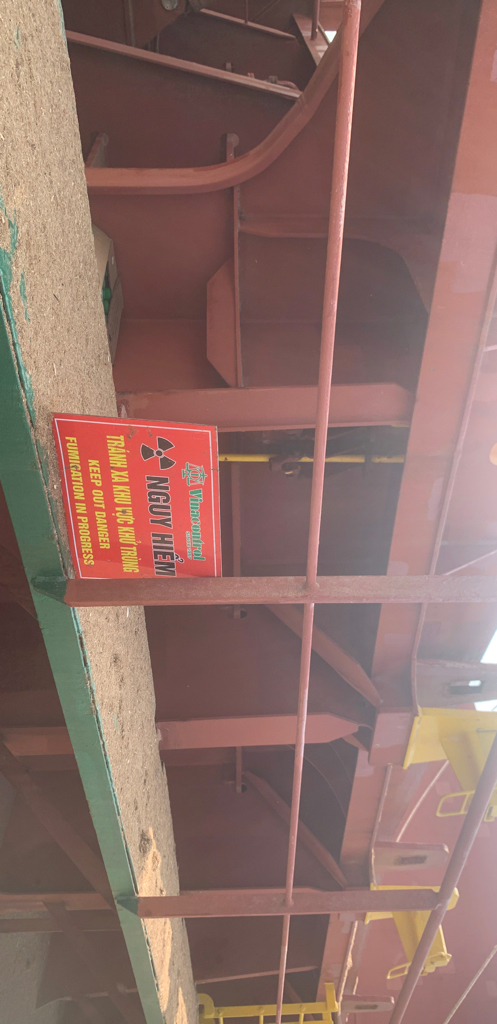 Vinacontrol
NGUY HIỂM
TRÁNH XA KHU VỰC KHỬ TRÙNG
KEEP OUT DANGER
FUMIGATION IN PROGRESS